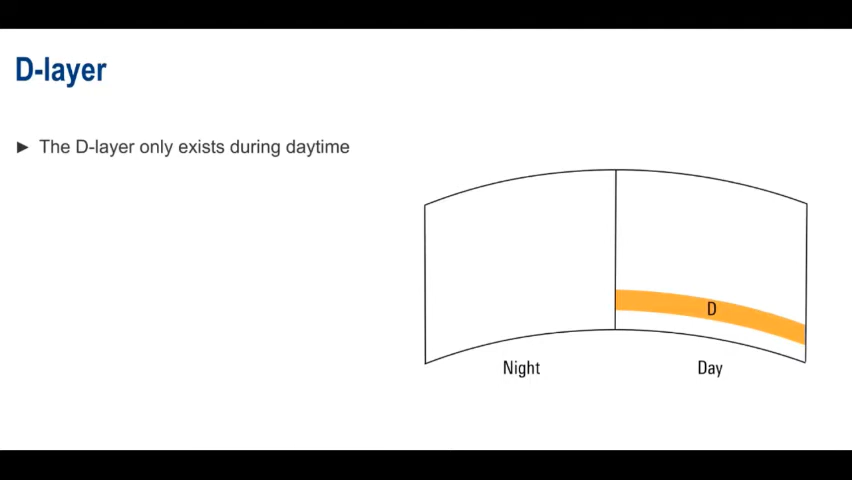 D-layer
► The D-layer only exists during daytime
D
Night
Day